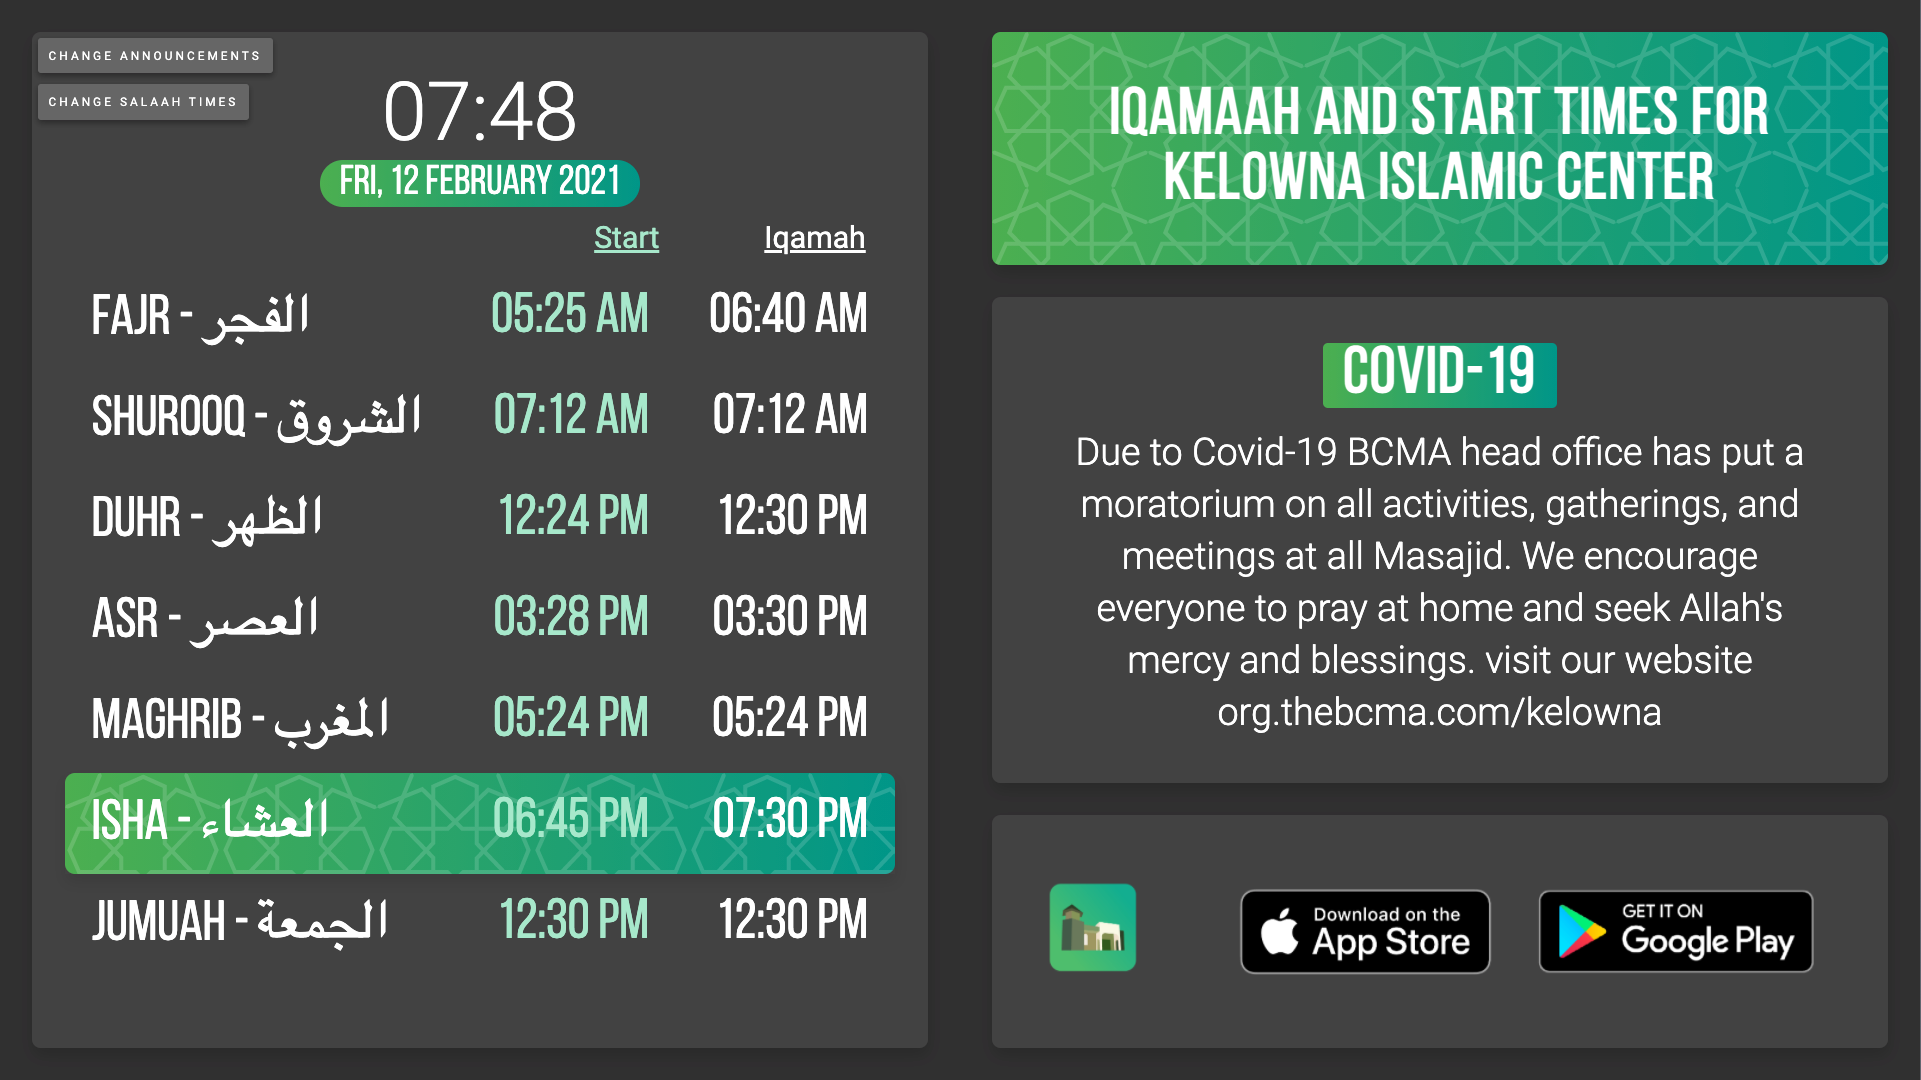 CHANGE ANNOUNCEMENTS
CHANGE SALAAH TIMES
07:48
FRI, 12 FEBRUARY 2021
Start Iqamah
FAJR - الفجر 05:25 AM 06:40 AM
SHUROOQ - الشروق 07:12 AM 07:12 AM
DUHR - الظهر 12:24 PM 12:30 PM
ASR - العصر 03:28 PM 03:30 PM
MAGHRIB - المغرب 05:24 PM 05:24 PM
ISHA - العشاء 06:45 PM 07:30 PM
JUMUAH - الجمعة 12:30 PM 12:30 PM
IQAMAAH AND START TIMES FOR
KELOWNA ISLAMIC CENTER
COVID-19
Due to Covid-19 BCMA head office has put a
moratorium on all activities, gatherings, and
meetings at all Masajid. We encourage
everyone to pray at home and seek Allah's
mercy and blessings. visit our website
org.thebcma.com/kelowna
Download on the
App Store
GET IT ON
Google Play